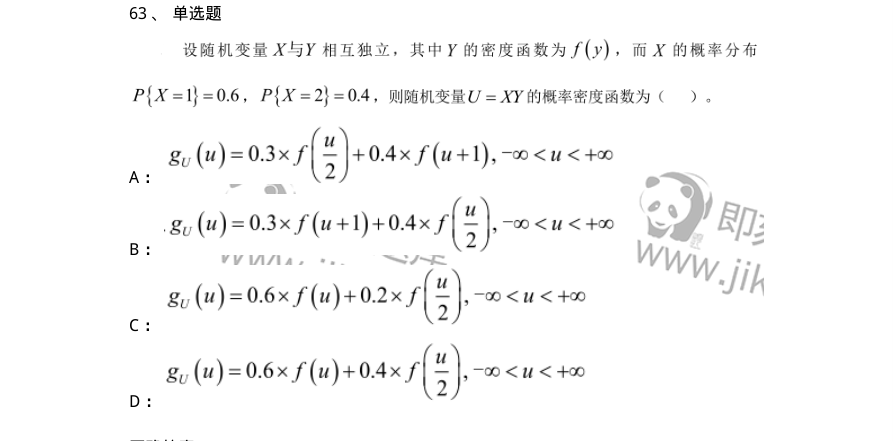 63 、 单选题
设随机变量 X与Y 相互独立，其中 Y 的密度函数为 f(y)，而 X 的概率分布
P{X=1}=0.6，P{X=2}=0.4，则随机变量U=XY的概率密度函数为（ ）。
A： g_U(u)=0.3×f(u/2)+0.4×f(u+1),−∞<u<+∞
B： g_U(u)=0.3×f(u+1)+0.4×f(u/2),−∞<u<+∞
C： g_U(u)=0.6×f(u)+0.2×f(u/2),−∞<u<+∞
D： g_U(u)=0.6×f(u)+0.4×f(u/2),−∞<u<+∞
即
www.jik